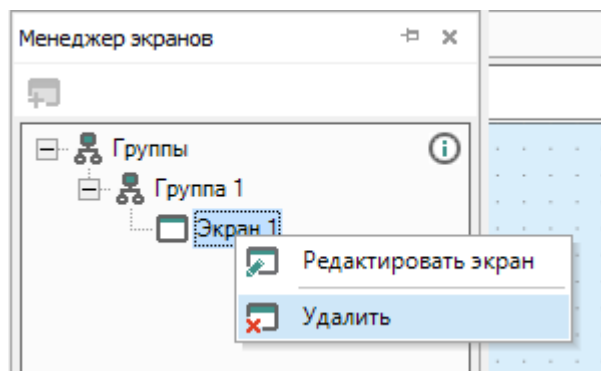 Менеджер экранов
Группы
Группа 1
Экран 1
Редактировать экран
Удалить